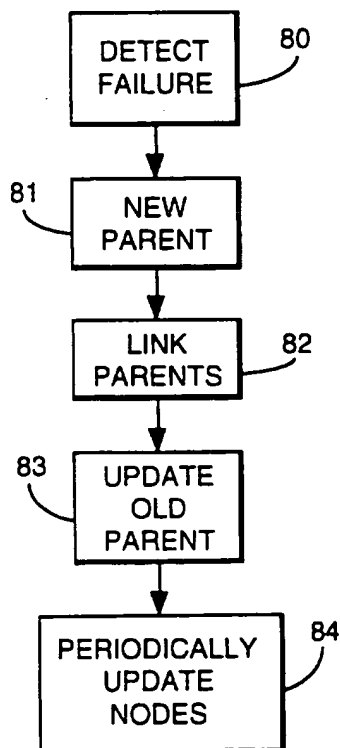 DETECT
FAILURE
80
81
NEW
PARENT
LINK
PARENTS
82
83
UPDATE
OLD
PARENT
PERIODICALLY
UPDATE
NODES
84